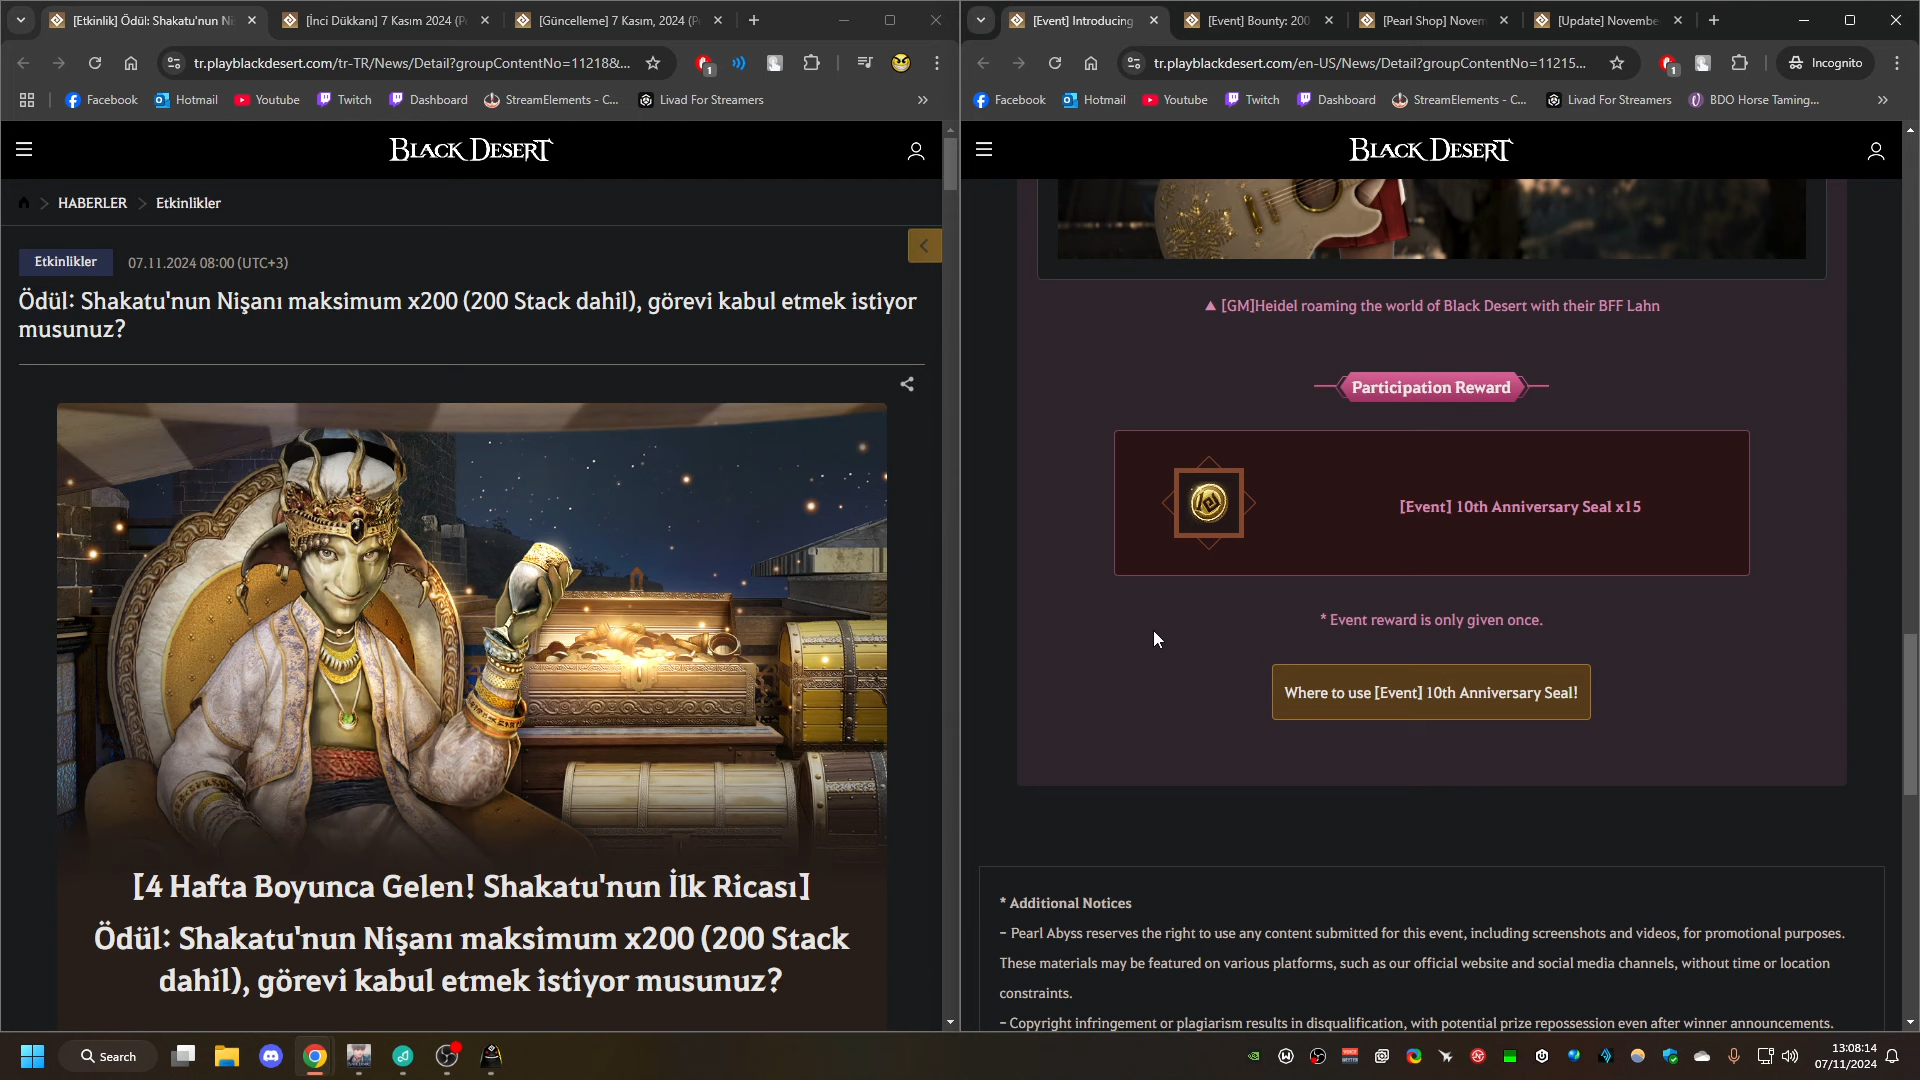 [Etkinlik] Ödül: Shakatu'nun Ni
[İnci Dükkanı] 7 Kasım 2024 (P
[Güncelleme] 7 Kasım, 2024 (P
tr.playblackdesert.com/tr-TR/News/Detail?groupContentNo=11218&...
1
Facebook
Hotmail
Youtube
Twitch
Dashboard
StreamElements - C...
Livad For Streamers
BLACK DESERT
HABERLER
Etkinlikler
Etkinlikler
07.11.2024 08:00 (UTC+3)
Ödül: Shakatu'nun Nişanı maksimum x200 (200 Stack dahil), görevi kabul etmek istiyor
musunuz?
[4 Hafta Boyunca Gelen! Shakatu'nun İlk Ricası]
Ödül: Shakatu'nun Nişanı maksimum x200 (200 Stack
dahil), görevi kabul etmek istiyor musunuz?
[Event] Introducing
[Event] Bounty: 200
[Pearl Shop] Novem
[Update] Novembe
tr.playblackdesert.com/en-US/News/Detail?groupContentNo=11215...
1
Incognito
Facebook
Hotmail
Youtube
Twitch
Dashboard
StreamElements - C...
Livad For Streamers
BDO Horse Taming...
BLACK DESERT
▲ [GM]Heidel roaming the world of Black Desert with their BFF Lahn
Participation Reward
[Event] 10th Anniversary Seal x15
* Event reward is only given once.
Where to use [Event] 10th Anniversary Seal!
* Additional Notices
- Pearl Abyss reserves the right to use any content submitted for this event, including screenshots and videos, for promotional purposes.
These materials may be featured on various platforms, such as our official website and social media channels, without time or location
constraints.
- Copyright infringement or plagiarism results in disqualification, with potential prize repossession even after winner announcements.
Search
13:08:14
07/11/2024